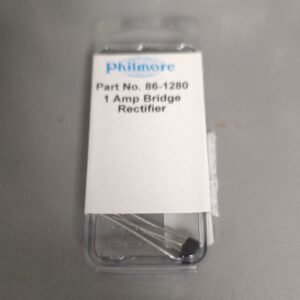 Philmore
Part No. 86-1280
1 Amp Bridge
Rectifier